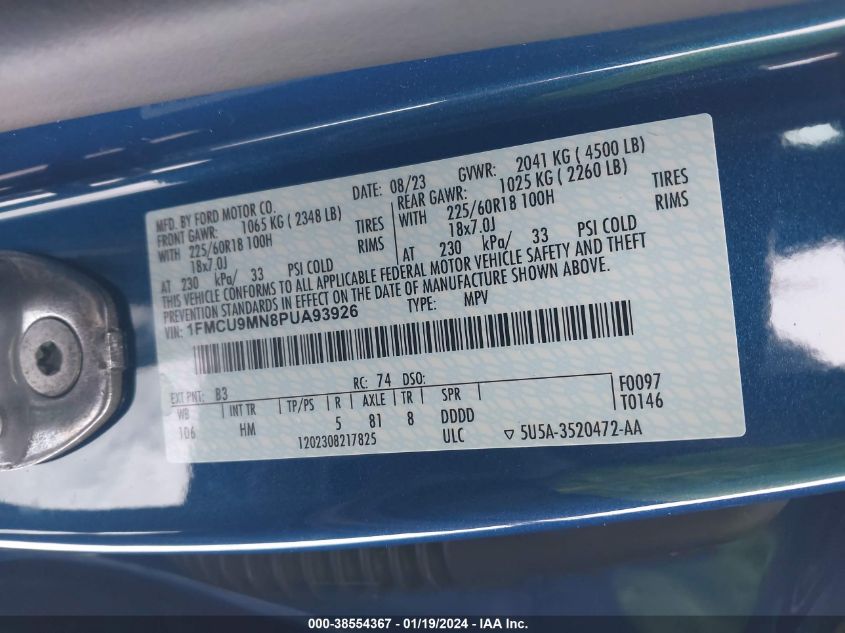 MFD. BY FORD MOTOR CO.
DATE: 08/23 GVWR: 2041 KG ( 4500 LB)
FRONT GAWR: 1065 KG ( 2348 LB) REAR GAWR: 1025 KG ( 2260 LB)
WITH 225/60R18 100H TIRES WITH 225/60R18 100H TIRES
18x7.0J RIMS 18x7.0J RIMS
AT 230 kPa/ 33 PSI COLD AT 230 kPa/ 33 PSI COLD
THIS VEHICLE CONFORMS TO ALL APPLICABLE FEDERAL MOTOR VEHICLE SAFETY AND THEFT
PREVENTION STANDARDS IN EFFECT ON THE DATE OF MANUFACTURE SHOWN ABOVE.
VIN: 1FMCU9MN8PUA93926 TYPE: MPV
EXT PNT: B3 RC: 74 DSO: F0097
WB INT TR TP/PS R AXLE TR SPR T0146
106 HM 5 81 8 DDDD
1202308217825 ULC ▽ 5U5A-3520472-AA
000-38554367 - 01/19/2024 - IAA Inc.